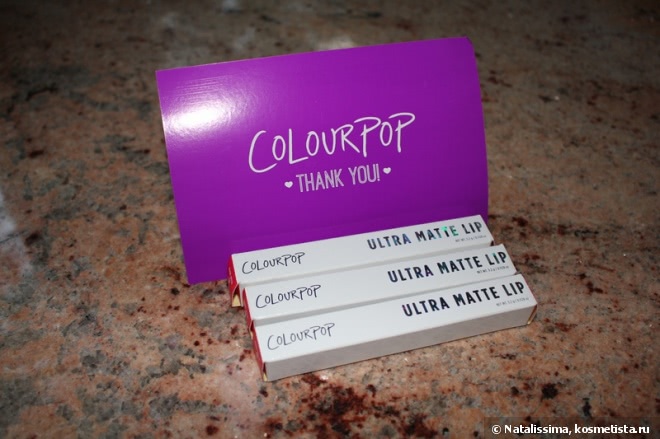 COLOURPOP
THANK YOU!
COLOURPOP
ULTRA MATTE LIP
COLOURPOP
ULTRA MATTE LIP
COLOURPOP
ULTRA MATTE LIP
© Natalissima, kosmetista.ru